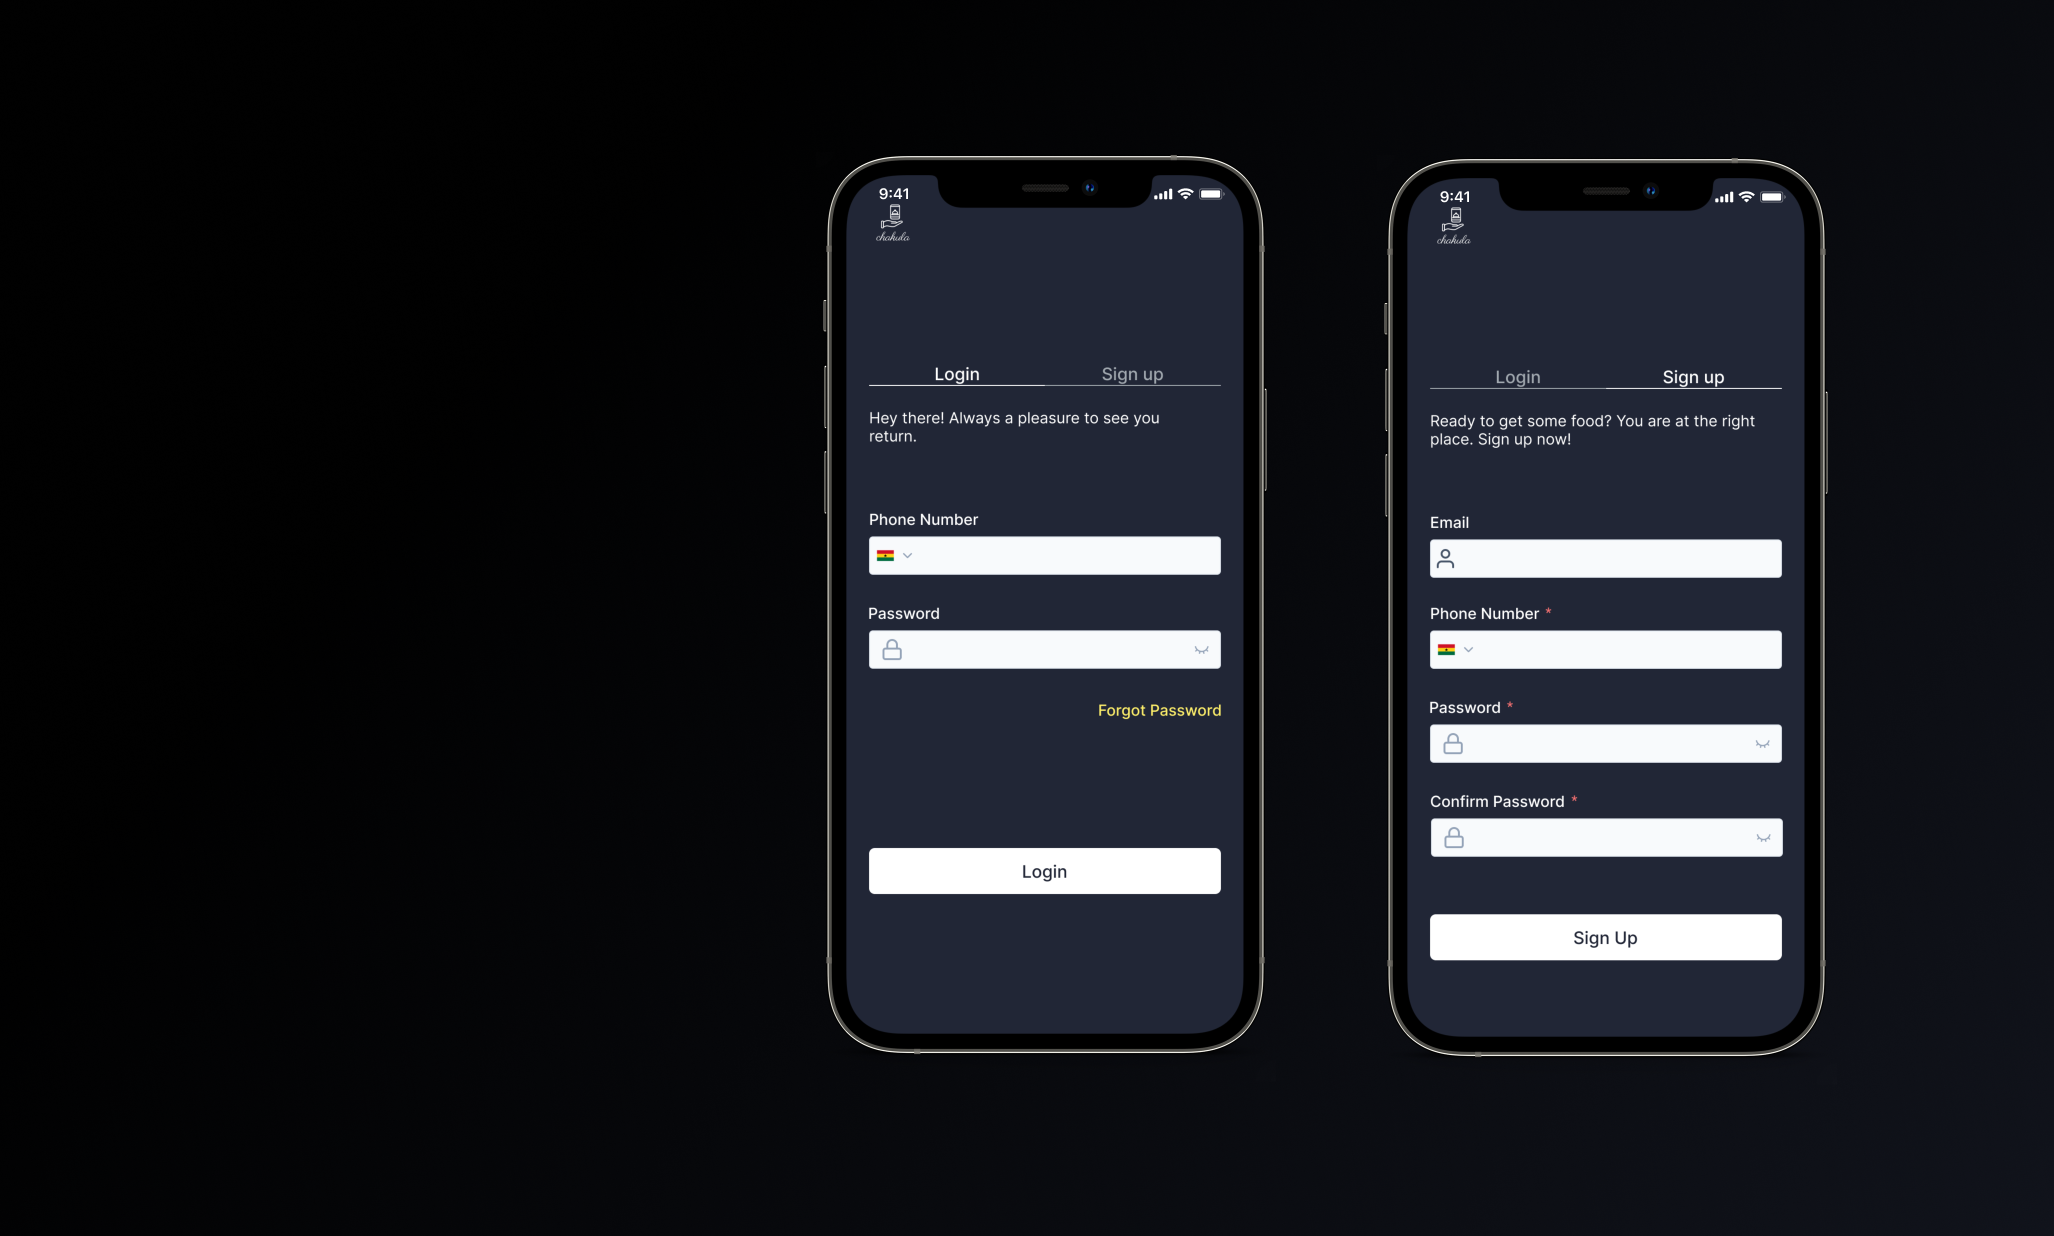 9:41
chakula
Login
Sign up
Hey there! Always a pleasure to see you
return.
Phone Number
Password
Forgot Password
Login
9:41
chakula
Login
Sign up
Ready to get some food? You are at the right
place. Sign up now!
Email
Phone Number *
Password *
Confirm Password *
Sign Up